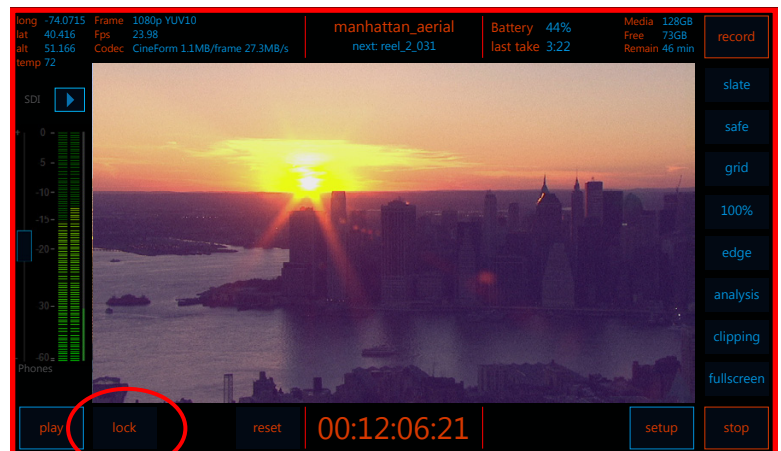 long -74.0715
lat 40.416
alt 51.166
temp 72
Frame 1080p YUV10
Fps 23.98
Codec CineForm 1.1MB/frame 27.3MB/s
manhattan_aerial
next: reel_2_031
Battery 44%
last take 3:22
Media 128GB
Free 73GB
Remain 46 min
record
SDI
slate
safe
grid
100%
edge
analysis
clipping
fullscreen
0 -
5 -
-10-
-15-
-20-
-30-
-60-
Phones
play
lock
reset
00:12:06:21
setup
stop